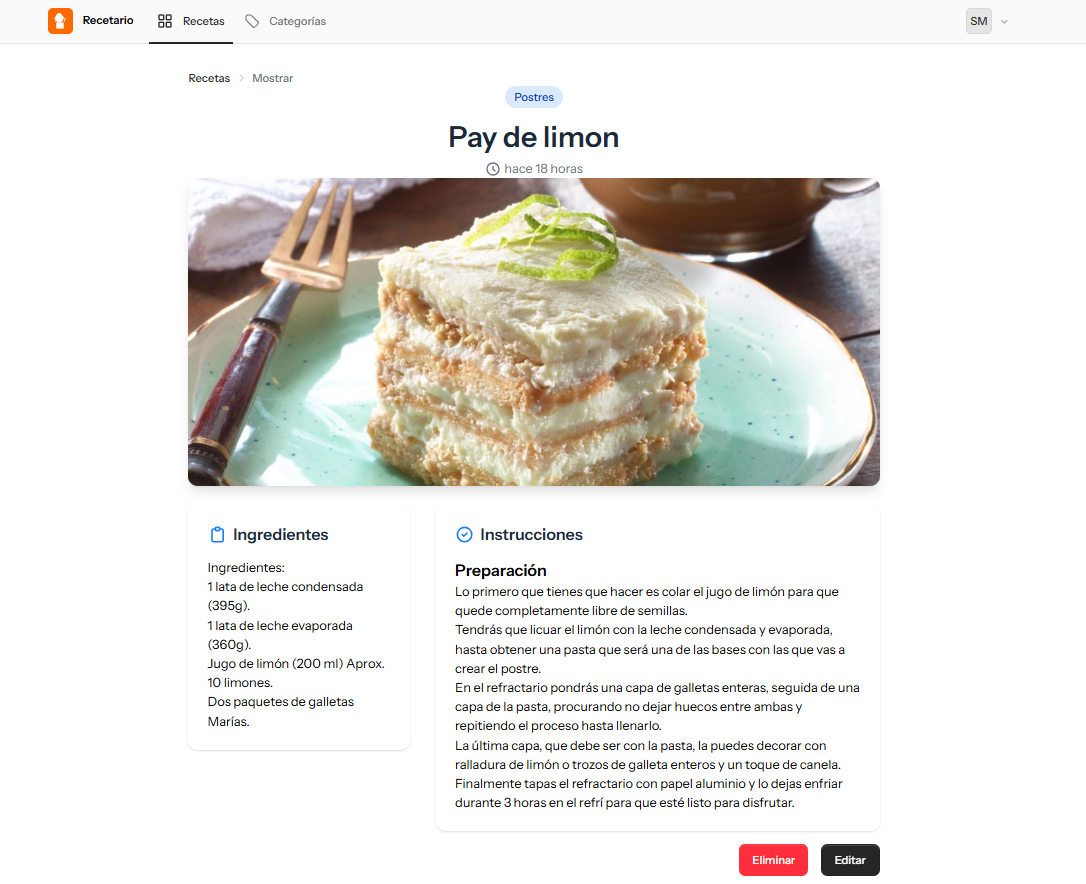 Recetario
Recetas
Categorías
SM
Recetas
Mostrar
Postres
Pay de limon
hace 18 horas
Ingredientes
Ingredientes:
1 lata de leche condensada
(395g).
1 lata de leche evaporada
(360g).
Jugo de limón (200 ml) Aprox.
10 limones.
Dos paquetes de galletas
Marías.
Instrucciones
Preparación
Lo primero que tienes que hacer es colar el jugo de limón para que
quede completamente libre de semillas.
Tendrás que licuar el limón con la leche condensada y evaporada,
hasta obtener una pasta que será una de las bases con las que vas a
crear el postre.
En el refractario pondrás una capa de galletas enteras, seguida de una
capa de la pasta, procurando no dejar huecos entre ambas y
repitiendo el proceso hasta llenarlo.
La última capa, que debe ser con la pasta, la puedes decorar con
ralladura de limón o trozos de galleta enteros y un toque de canela.
Finalmente tapas el refractario con papel aluminio y lo dejas enfriar
durante 3 horas en el refrí para que esté listo para disfrutar.
Eliminar
Editar